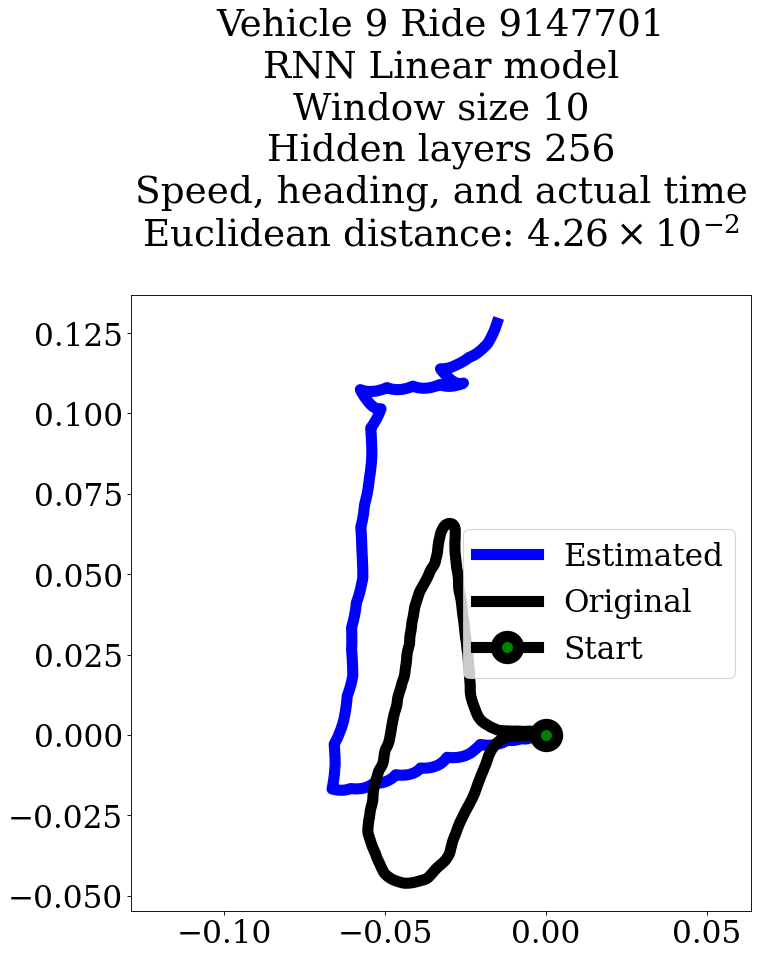 Vehicle 9 Ride 9147701
RNN Linear model
Window size 10
Hidden layers 256
Speed, heading, and actual time
Euclidean distance: 4.26 × 10⁻²
0.125
0.100
0.075
0.050
0.025
0.000
−0.025
−0.050
Estimated
Original
Start
−0.10
−0.05
0.00
0.05